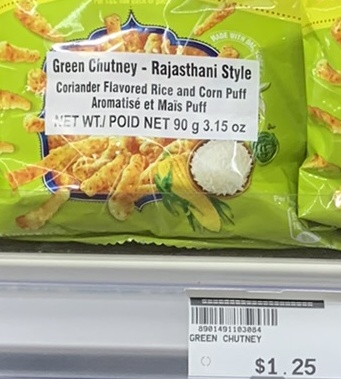 MADE WITH
Green Chutney - Rajasthani Style
Coriander Flavored Rice and Corn Puff
Aromatisé et Maïs Puff
NET WT./ POID NET 90 g 3.15 oz
8901491103084
GREEN CHUTNEY
$1.25